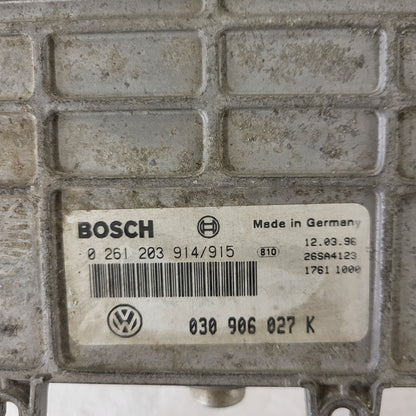 BOSCH Made in Germany
0 261 203 914/915 810 12.03.96
26SA4123
1761 1000
VW
030 906 027 K